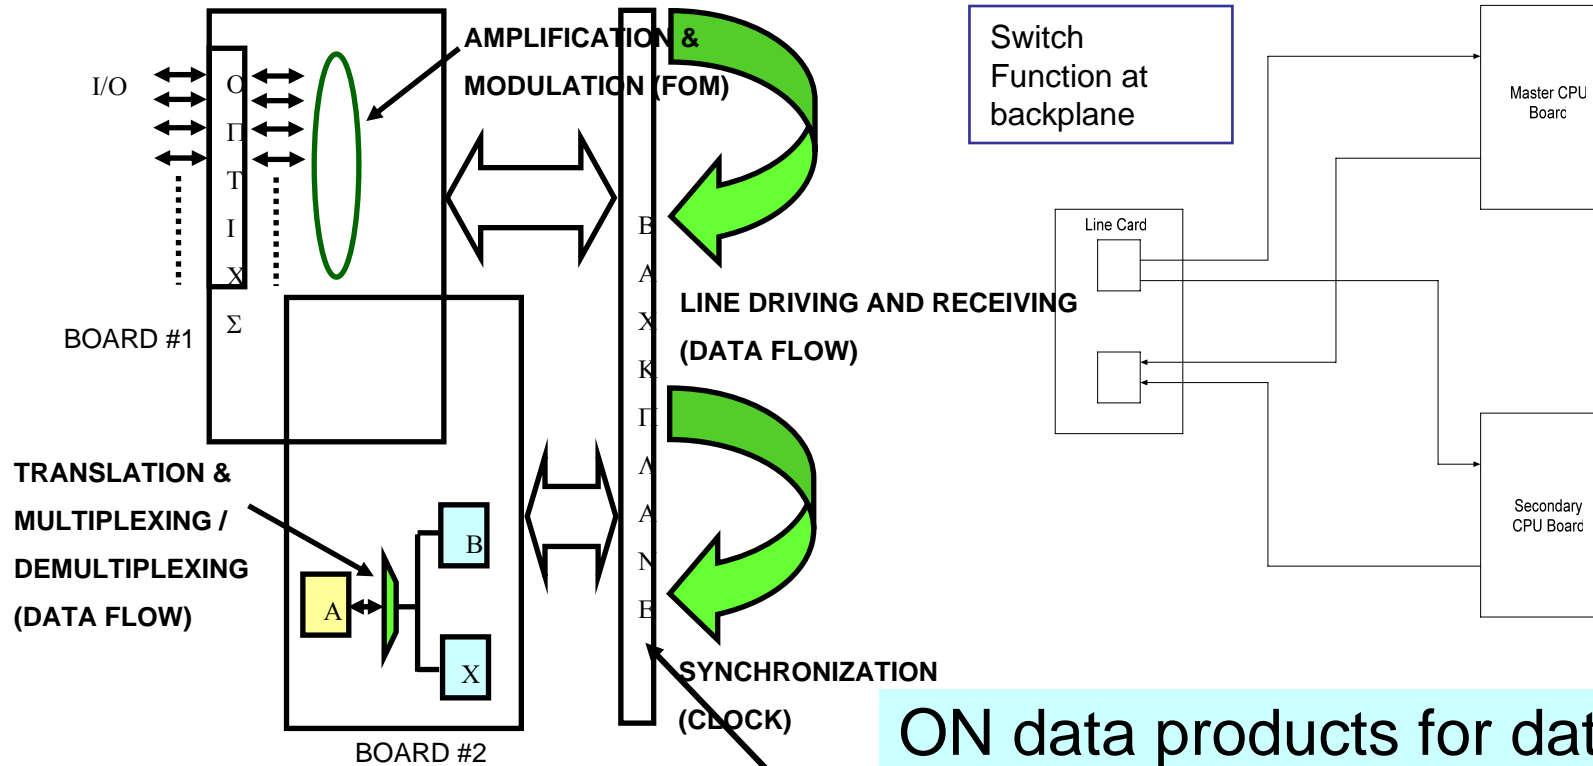 AMPLIFICATION &
MODULATION (FOM)
I/O
Ο
Π
Τ
Ι
Χ
Σ
BOARD #1
Β
Α
Χ
Κ
Π
Λ
Α
Ν
Ε
LINE DRIVING AND RECEIVING
(DATA FLOW)
TRANSLATION &
MULTIPLEXING /
DEMULTIPLEXING
(DATA FLOW)
Α
Β
Χ
BOARD #2
SYNCHRONIZATION
(CLOCK)
Switch
Function at
backplane
Master CPU
Board
Line Card
Secondary
CPU Board
ON data products for dat